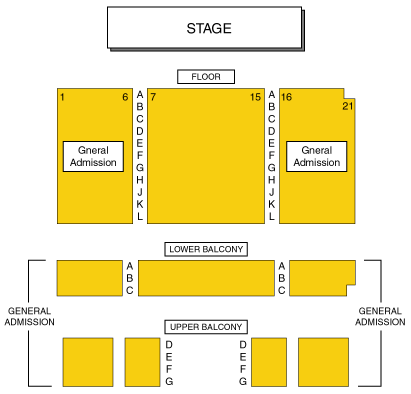 STAGE
FLOOR
1 6 A 7 15 A 16
B B 21
C C
D D
E E
Gneral F F Gneral
Admission G G Admission
H H
J J
K K
L L
LOWER BALCONY
A A
B B
C C
GENERAL GENERAL
ADMISSION ADMISSION
UPPER BALCONY
D D
E E
F F
G G